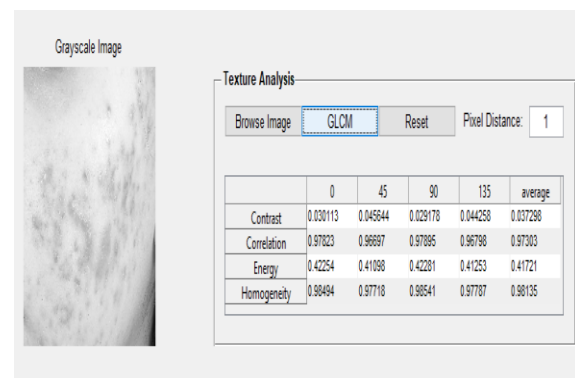 Grayscale Image
Texture Analysis
Browse Image GLCM Reset Pixel Distance: 1
0 45 90 135 average
Contrast 0.030113 0.045644 0.029178 0.044258 0.037298
Correlation 0.97823 0.96697 0.97895 0.96798 0.97303
Energy 0.42254 0.41098 0.42281 0.41253 0.41721
Homogeneity 0.98494 0.97718 0.98541 0.97787 0.98135